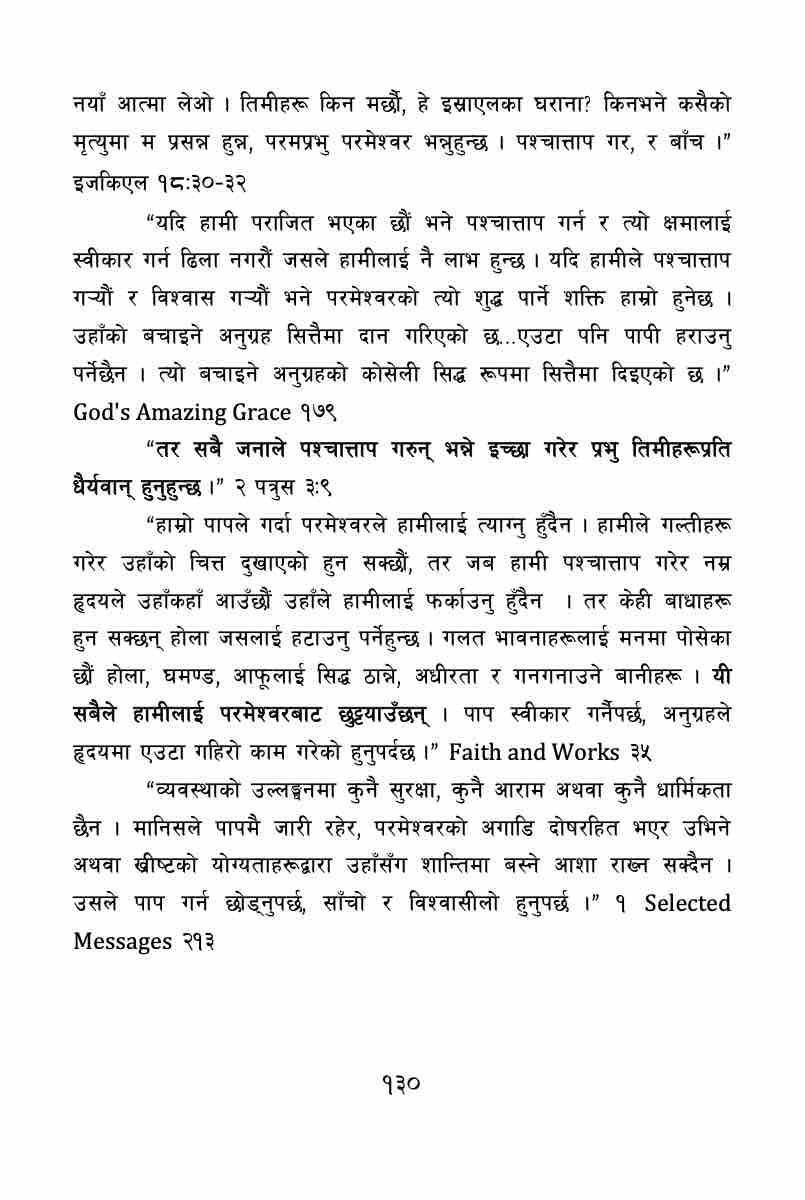 नयाँ आत्मा लेओ । तिमीहरू किन मर्छौ, हे इस्राएलका घराना? किनभने कसैको
मृत्युमा म प्रसन्न हुन्न, परमप्रभु परमेश्वर भन्नुहुन्छ । पश्चात्ताप गर, र बाँच ।”
इजकिएल १८:३०-३२
“यदि हामी पराजित भएका छौं भने पश्चात्ताप गर्न र त्यो क्षमालाई
स्वीकार गर्न ढिला नगरौं जसले हामीलाई नै लाभ हुन्छ । यदि हामीले पश्चात्ताप
गऱ्यौं र विश्वास गऱ्यौं भने परमेश्वरको त्यो शुद्ध पार्ने शक्ति हाम्रो हुनेछ ।
उहाँको बचाइने अनुग्रह सित्तैमा दान गरिएको छ...एउटा पनि पापी हराउनु
पर्नेछैन । त्यो बचाइने अनुग्रहको कोसेली सिद्ध रूपमा सित्तैमा दिइएको छ ।”
God's Amazing Grace १७९
“तर सबै जनाले पश्चात्ताप गरुन् भन्ने इच्छा गरेर प्रभु तिमीहरूप्रति
धैर्यवान् हुनुहुन्छ ।” २ पत्रुस ३:९
“हाम्रो पापले गर्दा परमेश्वरले हामीलाई त्याग्नु हुँदैन । हामीले गल्तीहरू
गरेर उहाँको चित्त दुखाएको हुन सक्छौं, तर जब हामी पश्चात्ताप गरेर नम्र
हृदयले उहाँकहाँ आउँछौं उहाँले हामीलाई फर्काउनु हुँदैन । तर केही बाधाहरू
हुन सक्छन् होला जसलाई हटाउनु पर्नेहुन्छ । गलत भावनाहरूलाई मनमा पोसेका
छौं होला, घमण्ड, आफूलाई सिद्ध ठान्ने, अधीरता र गनगनाउने बानीहरू । यी
सबैले हामीलाई परमेश्वरबाट छुट्टयाउँछन् । पाप स्वीकार गर्नैपर्छ, अनुग्रहले
हृदयमा एउटा गहिरो काम गरेको हुनुपर्दछ ।” Faith and Works ३५
“व्यवस्थाको उल्लङ्घनमा कुनै सुरक्षा, कुनै आराम अथवा कुनै धार्मिकता
छैन । मानिसले पापमै जारी रहेर, परमेश्वरको अगाडि दोषरहित भएर उभिने
अथवा ख्रीष्टको योग्यताहरूद्वारा उहाँसँग शान्तिमा बस्ने आशा राख्न सक्दैन ।
उसले पाप गर्न छोड्नुपर्छ, साँचो र विश्वासीलो हुनुपर्छ ।” १ Selected
Messages २१३
१३०